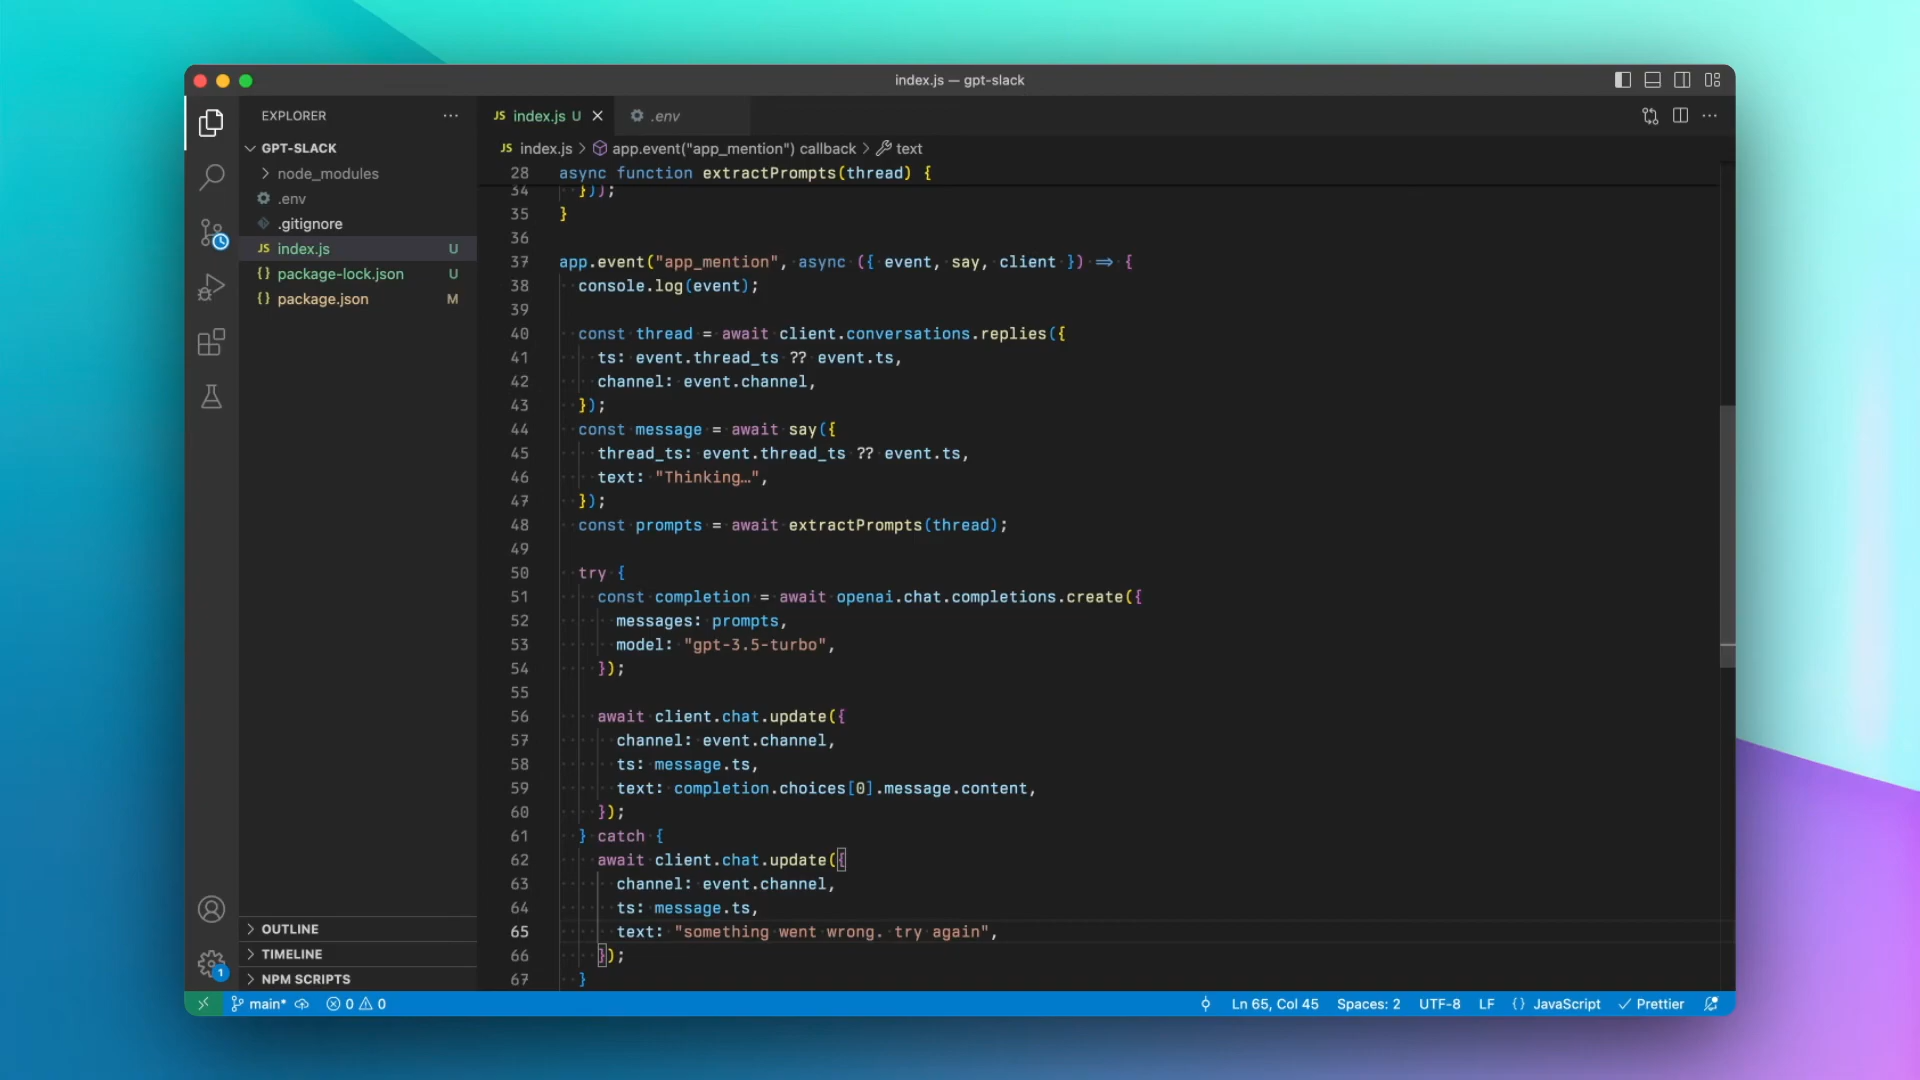 index.js — gpt-slack
EXPLORER
GPT-SLACK
node_modules
.env
.gitignore
JS index.js U
{} package-lock.json U
{} package.json M
OUTLINE
TIMELINE
NPM SCRIPTS
JS index.js U
.env
JS index.js > app.event("app_mention") callback > text
28 async function extractPrompts(thread) {
34 }));
35 }
36
37 app.event("app_mention", async ({ event, say, client }) => {
38 console.log(event);
39
40 const thread = await client.conversations.replies({
41 ts: event.thread_ts ?? event.ts,
42 channel: event.channel,
43 });
44 const message = await say({
45 thread_ts: event.thread_ts ?? event.ts,
46 text: "Thinking…",
47 });
48 const prompts = await extractPrompts(thread);
49
50 try {
51 const completion = await openai.chat.completions.create({
52 messages: prompts,
53 model: "gpt-3.5-turbo",
54 });
55
56 await client.chat.update({
57 channel: event.channel,
58 ts: message.ts,
59 text: completion.choices[0].message.content,
60 });
61 } catch {
62 await client.chat.update({
63 channel: event.channel,
64 ts: message.ts,
65 text: "something went wrong. try again",
66 });
67 }
1
main* 0 0 Ln 65, Col 45 Spaces: 2 UTF-8 LF {} JavaScript Prettier